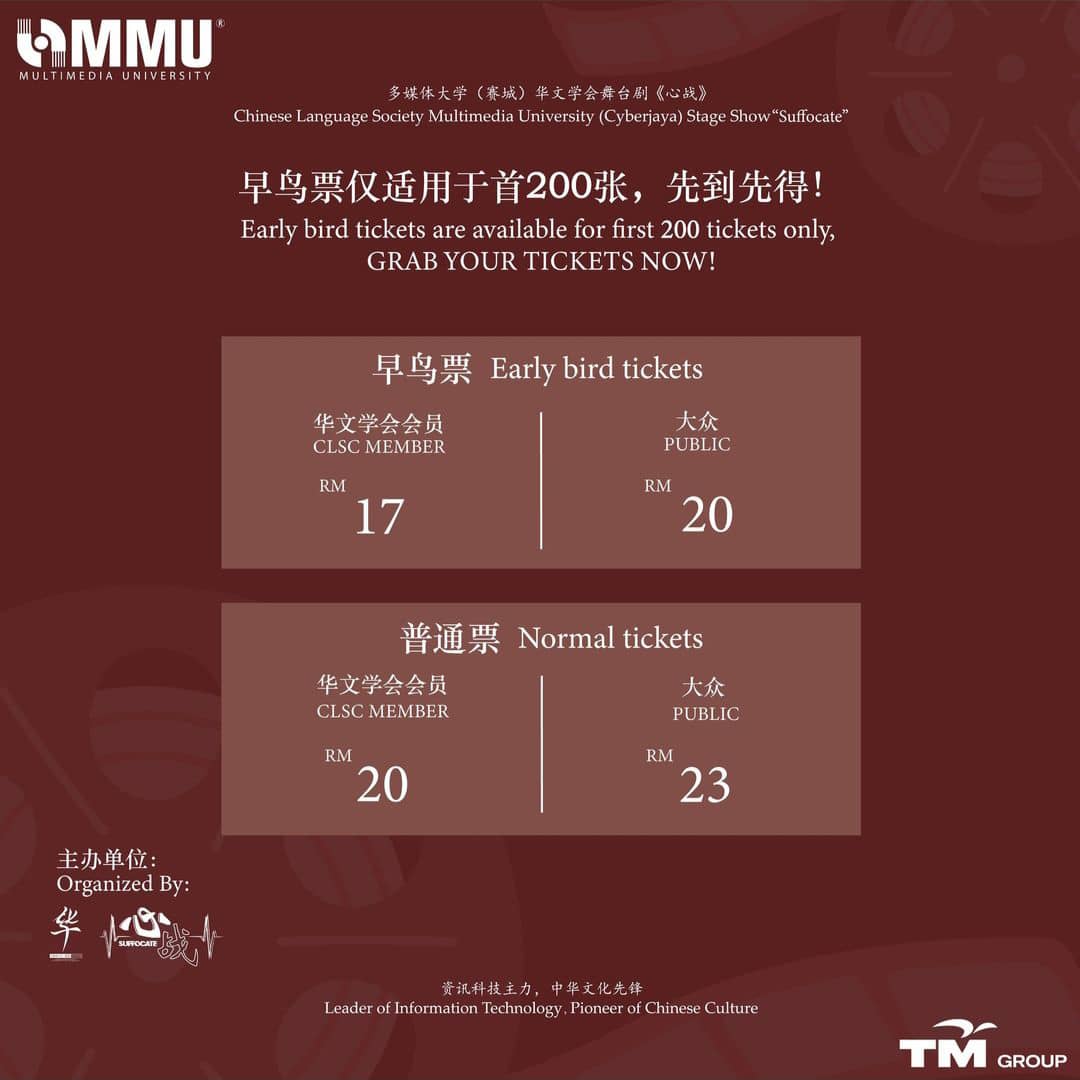 MMU®
MULTIMEDIA UNIVERSITY
多媒体大学（赛城）华文学会舞台剧《心战》
Chinese Language Society Multimedia University (Cyberjaya) Stage Show “Suffocate”
早鸟票仅适用于首200张，先到先得！
Early bird tickets are available for first 200 tickets only,
GRAB YOUR TICKETS NOW!
早鸟票 Early bird tickets
华文学会会员
CLSC MEMBER
RM 17
大众
PUBLIC
RM 20
普通票 Normal tickets
华文学会会员
CLSC MEMBER
RM 20
大众
PUBLIC
RM 23
主办单位：
Organized By:
华
心战
SUFFOCATE
资讯科技主力，中华文化先锋
Leader of Information Technology, Pioneer of Chinese Culture
TM GROUP